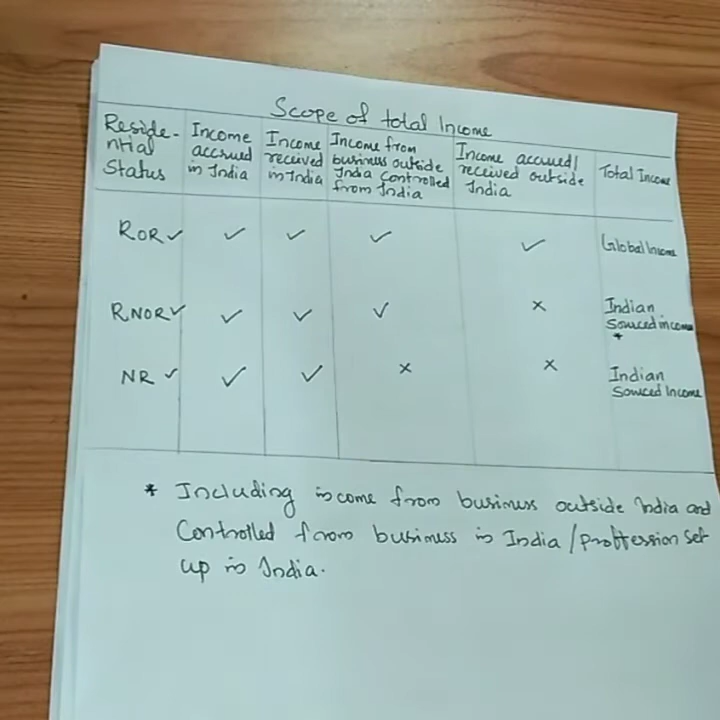 Scope of total Income
Reside-
ntial
Status
Income
accrued
in India
Income
received
in India
Income from
business outside
India controlled
from India
Income accrued/
received outside
India
Total Income
ROR ✓ ✓ ✓ ✓ ✓ Global Income
RNOR ✓ ✓ ✓ ✓ × Indian
Sourced income
*
NR ✓ ✓ ✓ × × Indian
Sourced Income
* Including income from business outside India and
Controlled from business in India/proffession set
up in India.